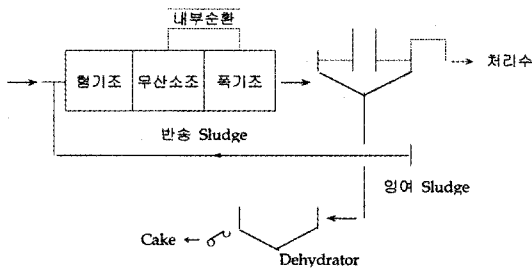 내부순환
혐기조 무산소조 폭기조
처리수
반송 Sludge
잉여 Sludge
Cake
Dehydrator